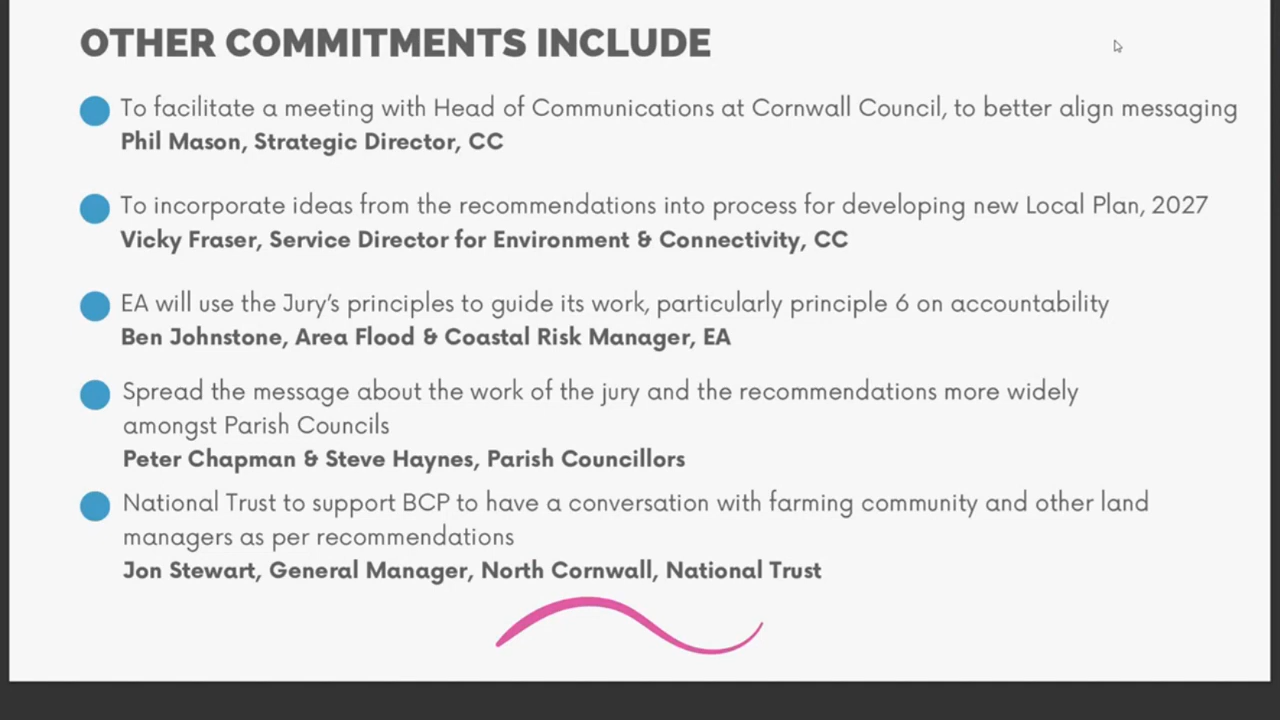 OTHER COMMITMENTS INCLUDE
To facilitate a meeting with Head of Communications at Cornwall Council, to better align messaging
Phil Mason, Strategic Director, CC
To incorporate ideas from the recommendations into process for developing new Local Plan, 2027
Vicky Fraser, Service Director for Environment & Connectivity, CC
EA will use the Jury's principles to guide its work, particularly principle 6 on accountability
Ben Johnstone, Area Flood & Coastal Risk Manager, EA
Spread the message about the work of the jury and the recommendations more widely
amongst Parish Councils
Peter Chapman & Steve Haynes, Parish Councillors
National Trust to support BCP to have a conversation with farming community and other land
managers as per recommendations
Jon Stewart, General Manager, North Cornwall, National Trust